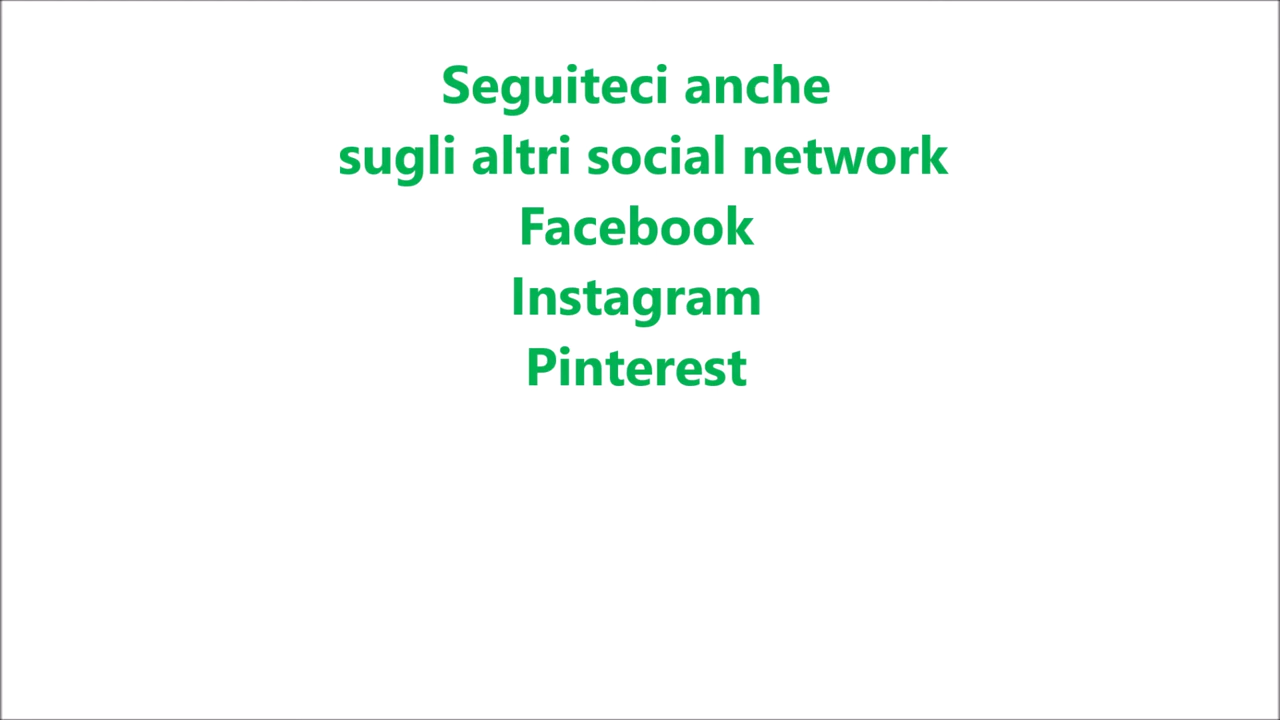 Seguiteci anche
sugli altri social network
Facebook
Instagram
Pinterest